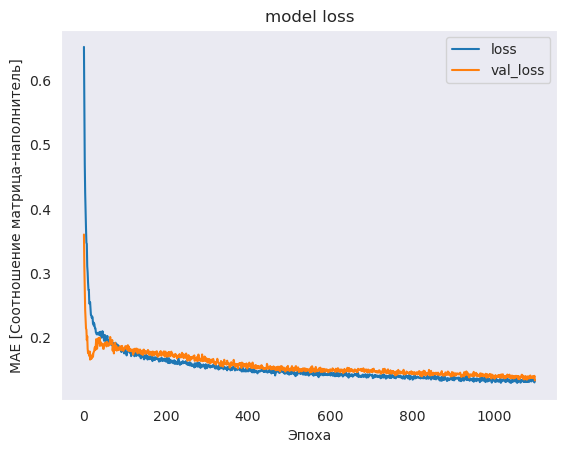 model loss
loss
val_loss
MAE [Соотношение матрица-наполнитель]
0.6
0.5
0.4
0.3
0.2
0
200
400
600
800
1000
Эпоха